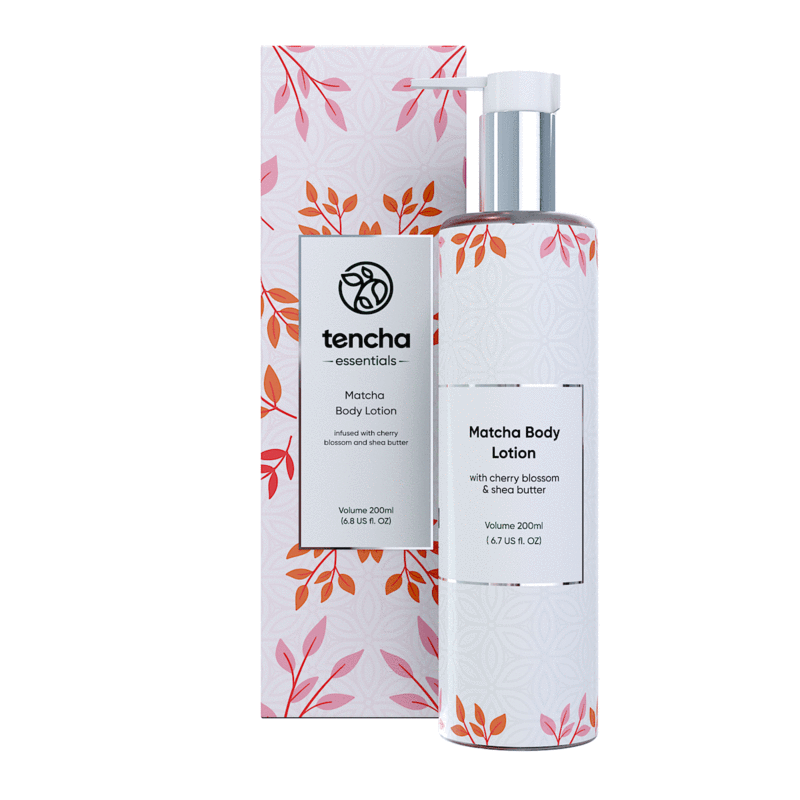 tencha
essentials
Matcha
Body Lotion
infused with cherry
blossom and shea butter
Volume 200ml
(6.8 US fl. OZ)
Matcha Body
Lotion
with cherry blossom
& shea butter
Volume 200ml
( 6.7 US fl. OZ)